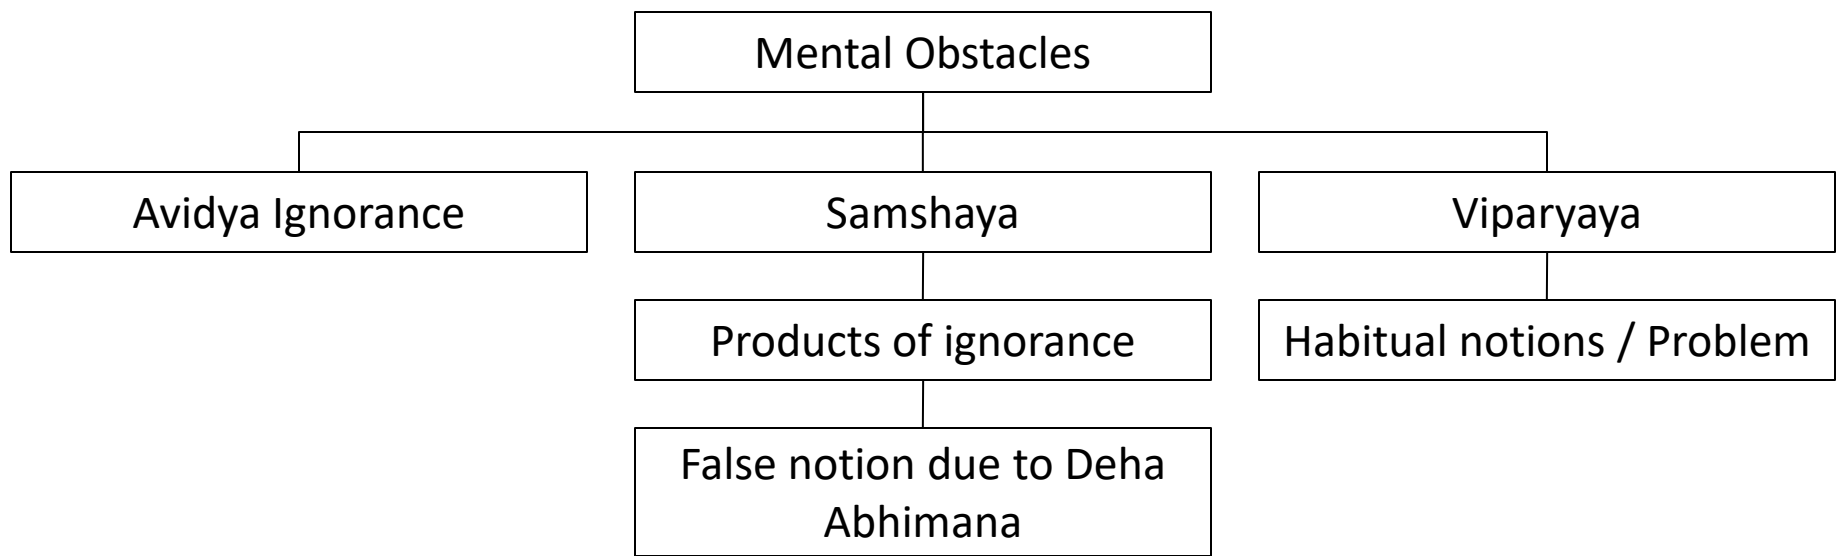 Mental Obstacles
Avidya Ignorance
Samshaya
Viparyaya
Products of ignorance
Habitual notions / Problem
False notion due to Deha
Abhimana